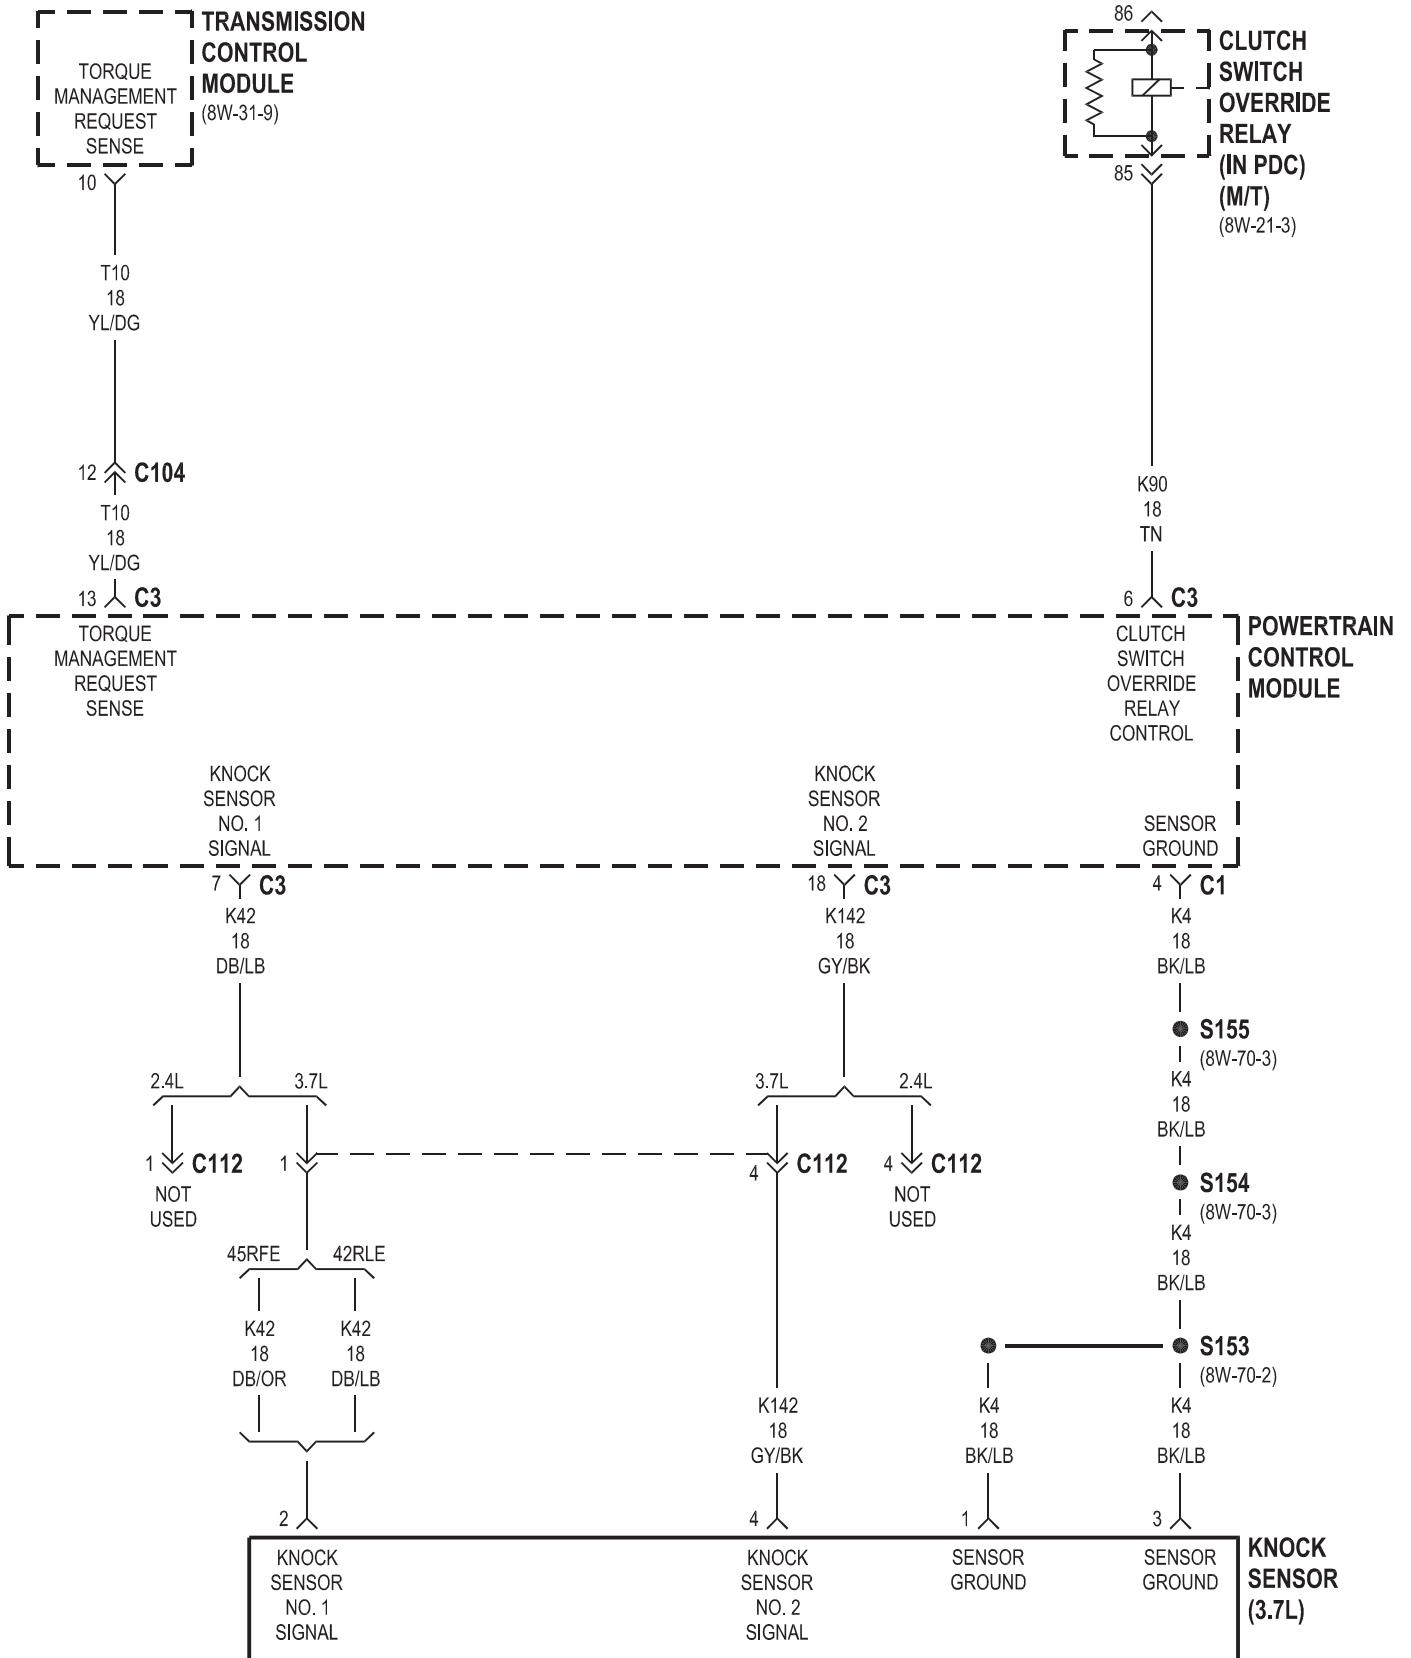 TRANSMISSION
CONTROL
MODULE
(8W-31-9)
TORQUE
MANAGEMENT
REQUEST
SENSE
10
T10
18
YL/DG
12
C104
T10
18
YL/DG
13
C3
86
CLUTCH
SWITCH
OVERRIDE
RELAY
(IN PDC)
(M/T)
(8W-21-3)
85
K90
18
TN
6
C3
POWERTRAIN
CONTROL
MODULE
TORQUE
MANAGEMENT
REQUEST
SENSE
CLUTCH
SWITCH
OVERRIDE
RELAY
CONTROL
KNOCK
SENSOR
NO. 1
SIGNAL
KNOCK
SENSOR
NO. 2
SIGNAL
SENSOR
GROUND
7
C3
K42
18
DB/LB
2.4L
3.7L
1
C112
NOT
USED
1
45RFE
42RLE
K42
18
DB/OR
K42
18
DB/LB
2
18
C3
K142
18
GY/BK
3.7L
2.4L
4
C112
4
C112
NOT
USED
K142
18
GY/BK
4
4
C1
K4
18
BK/LB
S155
(8W-70-3)
K4
18
BK/LB
S154
(8W-70-3)
K4
18
BK/LB
S153
(8W-70-2)
K4
18
BK/LB
1
K4
18
BK/LB
3
KNOCK
SENSOR
NO. 1
SIGNAL
KNOCK
SENSOR
NO. 2
SIGNAL
SENSOR
GROUND
SENSOR
GROUND
KNOCK
SENSOR
(3.7L)